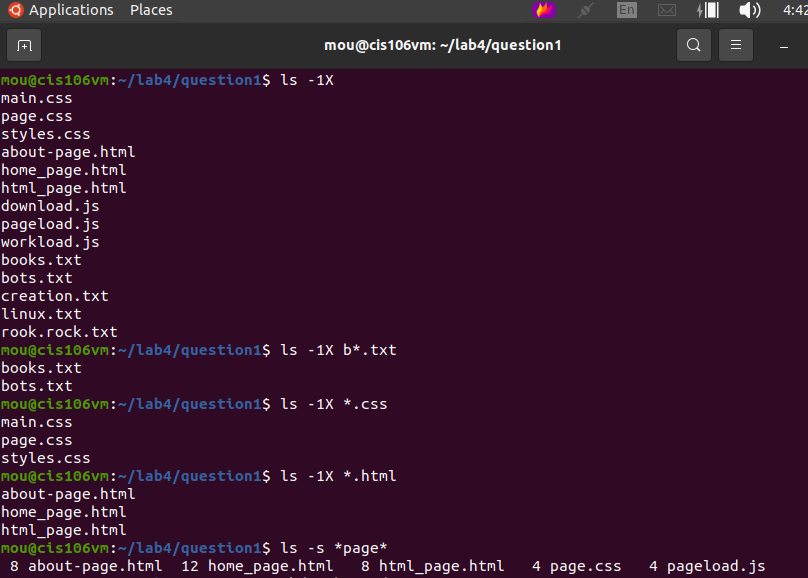 Applications Places En 4:42
mou@cis106vm: ~/lab4/question1
mou@cis106vm:~/lab4/question1$ ls -1X
main.css
page.css
styles.css
about-page.html
home_page.html
html_page.html
download.js
pageload.js
workload.js
books.txt
bots.txt
creation.txt
linux.txt
rook.rock.txt
mou@cis106vm:~/lab4/question1$ ls -1X b*.txt
books.txt
bots.txt
mou@cis106vm:~/lab4/question1$ ls -1X *.css
main.css
page.css
styles.css
mou@cis106vm:~/lab4/question1$ ls -1X *.html
about-page.html
home_page.html
html_page.html
mou@cis106vm:~/lab4/question1$ ls -s *page*
 8 about-page.html  12 home_page.html   8 html_page.html   4 page.css   4 pageload.js